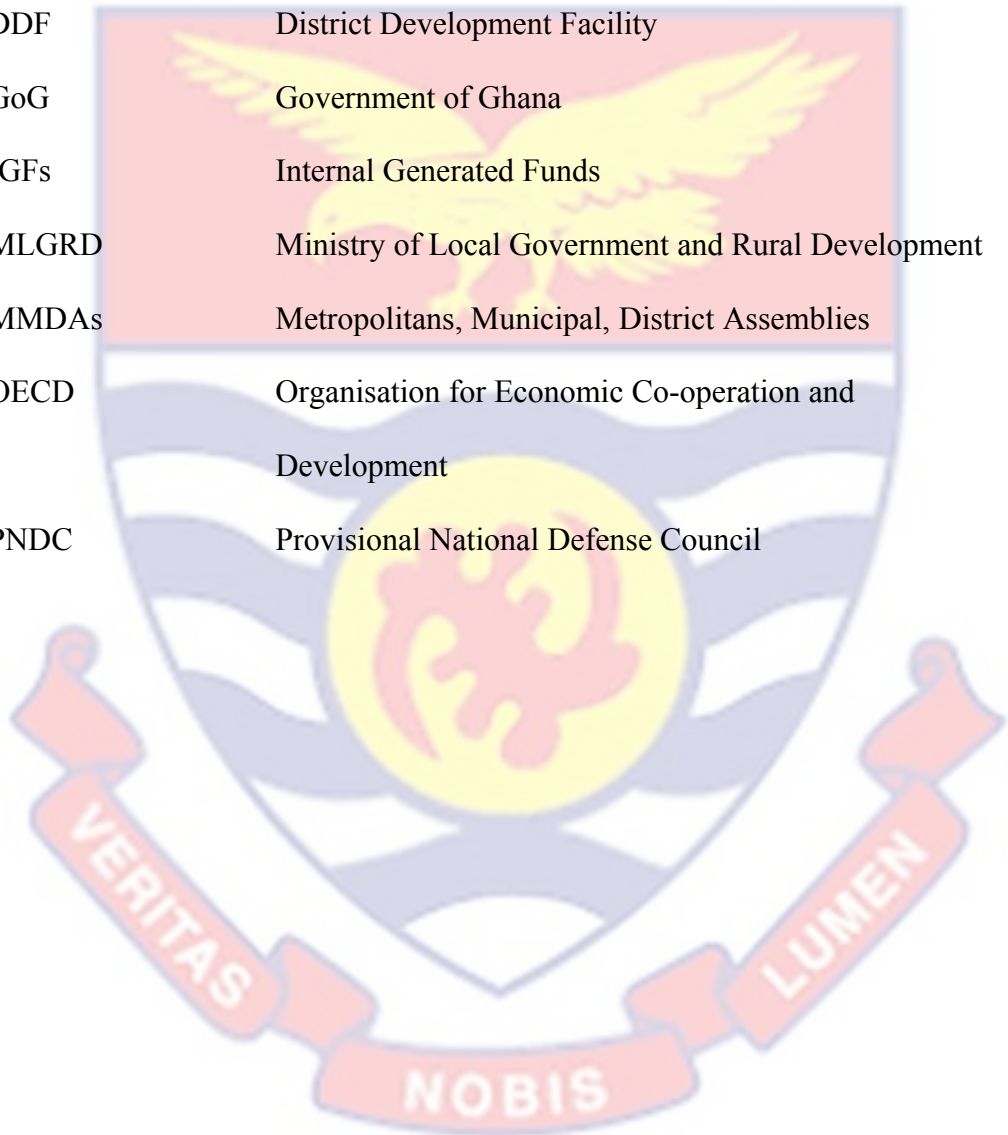 DDF District Development Facility
GoG Government of Ghana
IGFs Internal Generated Funds
MLGRD Ministry of Local Government and Rural Development
MMDAs Metropolitans, Municipal, District Assemblies
OECD Organisation for Economic Co-operation and
Development
PNDC Provisional National Defense Council
VERITAS
NOBIS
LUMEN